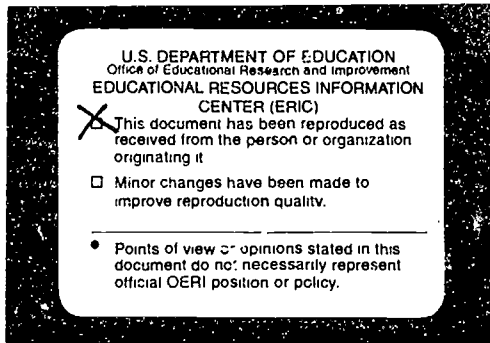 U.S. DEPARTMENT OF EDUCATION
Office of Educational Research and Improvement
EDUCATIONAL RESOURCES INFORMATION
CENTER (ERIC)
☒ This document has been reproduced as
received from the person or organization
originating it
☐ Minor changes have been made to
improve reproduction quality.
• Points of view or opinions stated in this
document do not necessarily represent
official OERI position or policy.